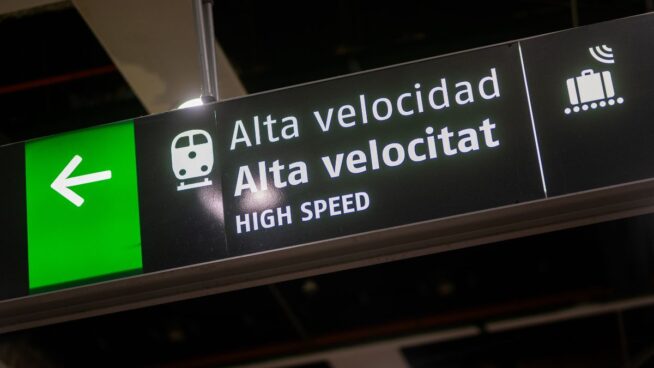 Alta velocidad
Alta velocitat
HIGH SPEED